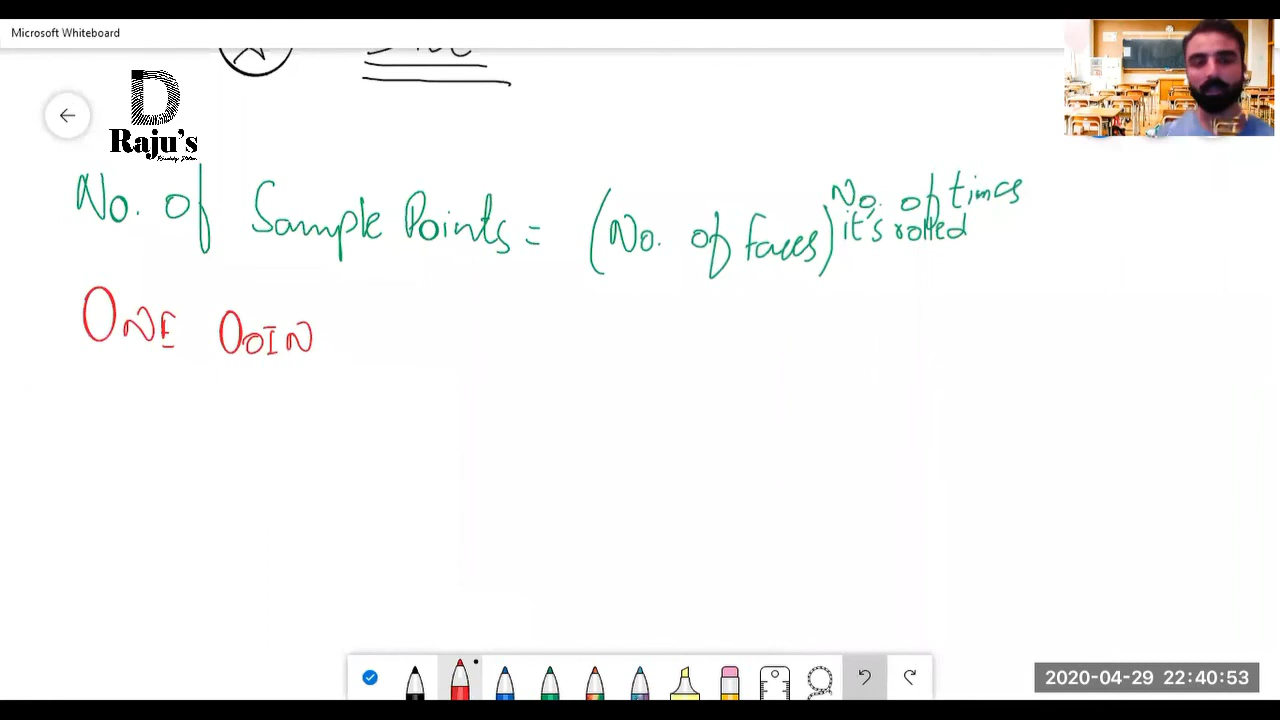 Microsoft Whiteboard
D
Raju's
No. of Sample Points = (No. of Faces) No. of times it's rolled
ONE OOIN
2020-04-29 22:40:53